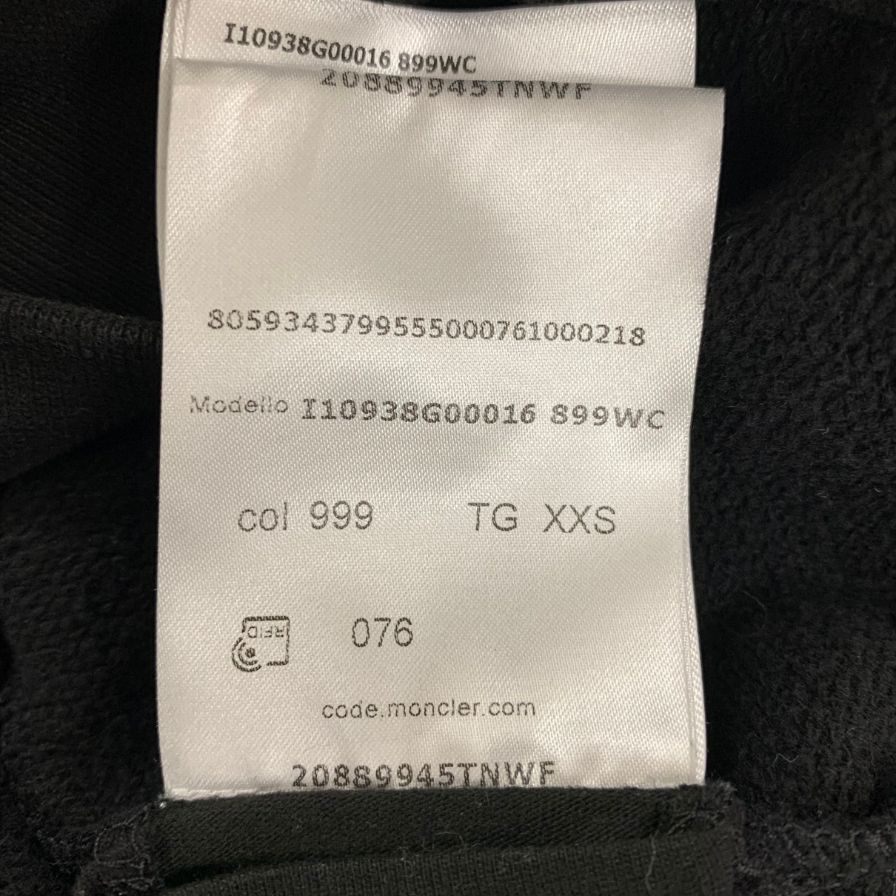 I10938G00016 899WC
20889945TNWF
8059343799555000761000218
Modello I10938G00016 899WC
col 999 TG XXS
RFID 076
code.moncler.com
20889945TNWF